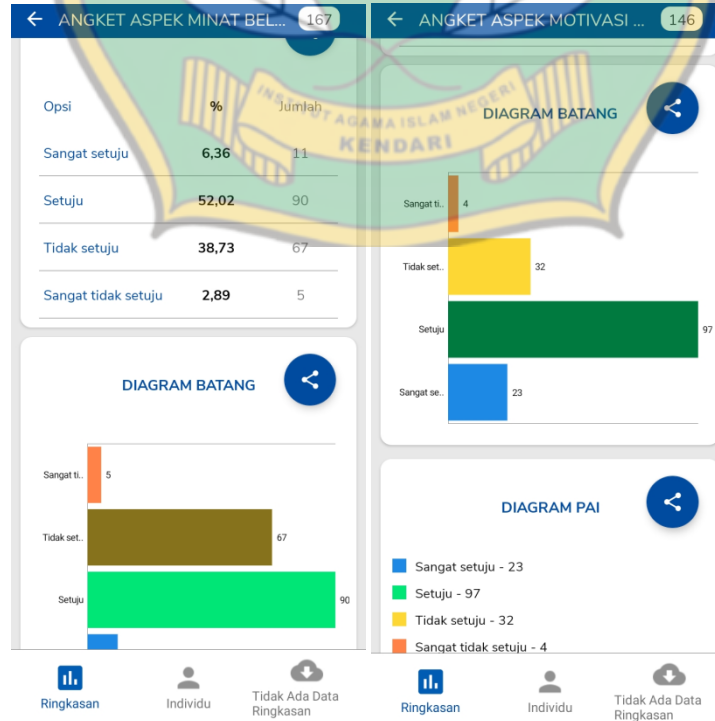 ANGKET ASPEK MINAT BEL... 167
Opsi % Jumlah
Sangat setuju 6,36 11
Setuju 52,02 90
Tidak setuju 38,73 67
Sangat tidak setuju 2,89 5
DIAGRAM BATANG
Sangat ti.. 5
Tidak set.. 67
Setuju 90
Ringkasan
Individu
Tidak Ada Data
Ringkasan
ANGKET ASPEK MOTIVASI ... 146
DIAGRAM BATANG
Sangat ti.. 4
Tidak set.. 32
Setuju 97
Sangat se.. 23
DIAGRAM PAI
Sangat setuju - 23
Setuju - 97
Tidak setuju - 32
Sangat tidak setuju - 4
Ringkasan
Individu
Tidak Ada Data
Ringkasan
INSTITUT AGAMA ISLAM NEGERI
KENDARI